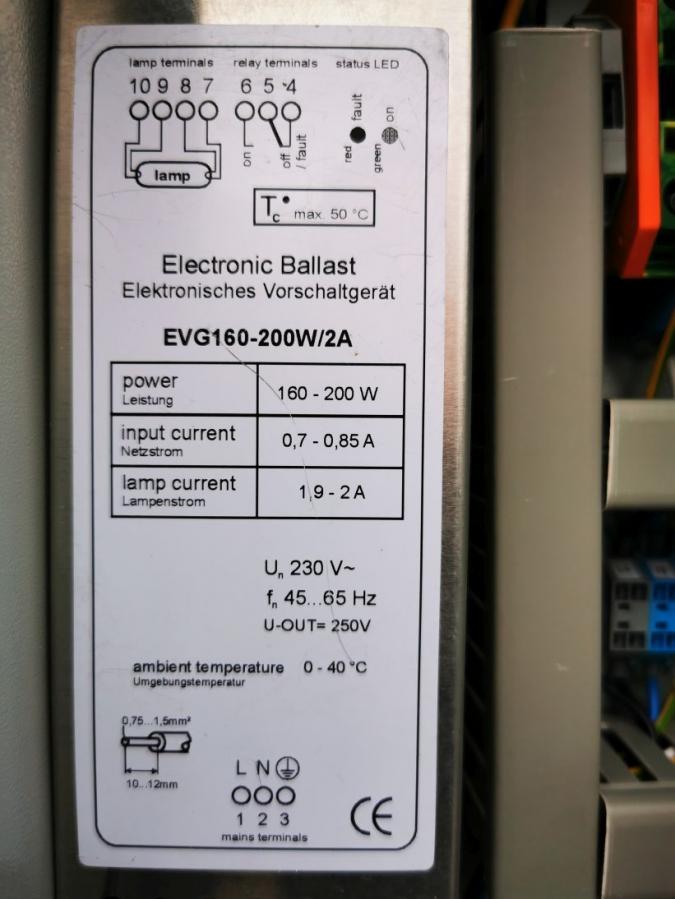 lamp terminals relay terminals status LED
10 9 8 7 6 5 4
fault
on
on
off
/ fault
red
green
lamp
Tc max. 50 °C
Electronic Ballast
Elektronisches Vorschaltgerät
EVG160-200W/2A
power 160 - 200 W
Leistung
input current 0,7 - 0,85 A
Netzstrom
lamp current 1,9 - 2 A
Lampenstrom
Un 230 V~
fn 45...65 Hz
U-OUT= 250V
ambient temperature 0 - 40 °C
Umgebungstemperatur
0,75...1,5mm²
10...12mm
L N
1 2 3
mains terminals
CE